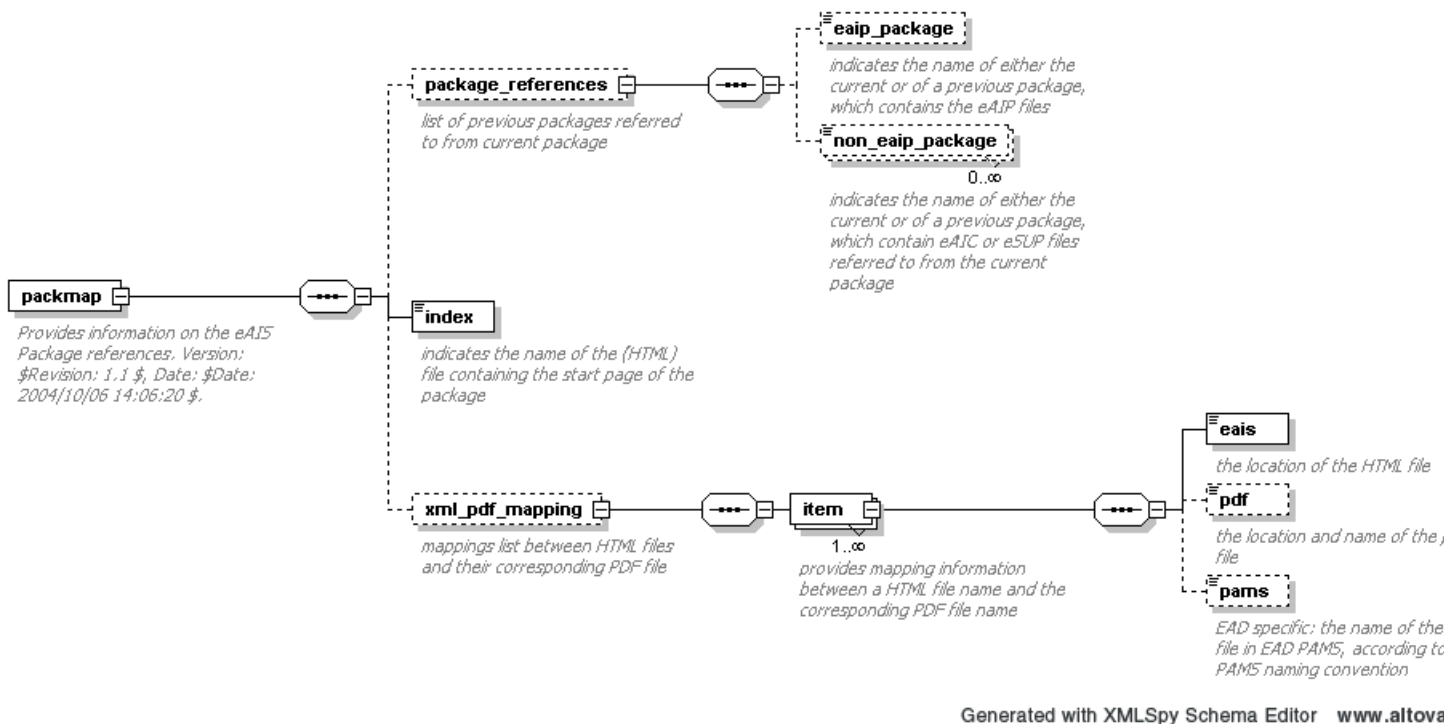 eaip_package
indicates the name of either the
current or of a previous package,
which contains the eAIP files
package_references
list of previous packages referred
to from current package
non_eaip_package
0..∞
indicates the name of either the
current or of a previous package,
which contain eAIC or eSUP files
referred to from the current
package
packmap
Provides information on the eAIS
Package references. Version:
$Revision: 1.1 $, Date: $Date:
2004/10/06 14:06:20 $.
index
indicates the name of the (HTML)
file containing the start page of the
package
xml_pdf_mapping
mappings list between HTML files
and their corresponding PDF file
item
1..∞
provides mapping information
between a HTML file name and the
corresponding PDF file name
eais
the location of the HTML file
pdf
the location and name of the
file
pams
EAD specific: the name of the
file in EAD PAMS, according to
PAMS naming convention
Generated with XMLSpy Schema Editor www.altova